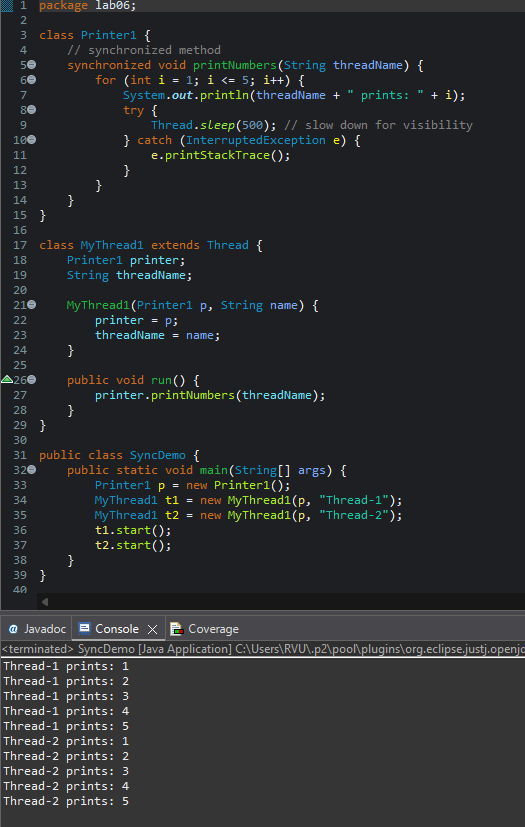 1 package lab06;
2
3 class Printer1 {
4     // synchronized method
5     synchronized void printNumbers(String threadName) {
6         for (int i = 1; i <= 5; i++) {
7             System.out.println(threadName + " prints: " + i);
8             try {
9                 Thread.sleep(500); // slow down for visibility
10             } catch (InterruptedException e) {
11                 e.printStackTrace();
12             }
13         }
14     }
15 }
16
17 class MyThread1 extends Thread {
18     Printer1 printer;
19     String threadName;
20
21     MyThread1(Printer1 p, String name) {
22         printer = p;
23         threadName = name;
24     }
25
26     public void run() {
27         printer.printNumbers(threadName);
28     }
29 }
30
31 public class SyncDemo {
32     public static void main(String[] args) {
33         Printer1 p = new Printer1();
34         MyThread1 t1 = new MyThread1(p, "Thread-1");
35         MyThread1 t2 = new MyThread1(p, "Thread-2");
36         t1.start();
37         t2.start();
38     }
39 }
40
@ Javadoc Console Coverage
<terminated> SyncDemo [Java Application] C:\Users\RVU\.p2\pool\plugins\org.eclipse.justj.openjd
Thread-1 prints: 1
Thread-1 prints: 2
Thread-1 prints: 3
Thread-1 prints: 4
Thread-1 prints: 5
Thread-2 prints: 1
Thread-2 prints: 2
Thread-2 prints: 3
Thread-2 prints: 4
Thread-2 prints: 5